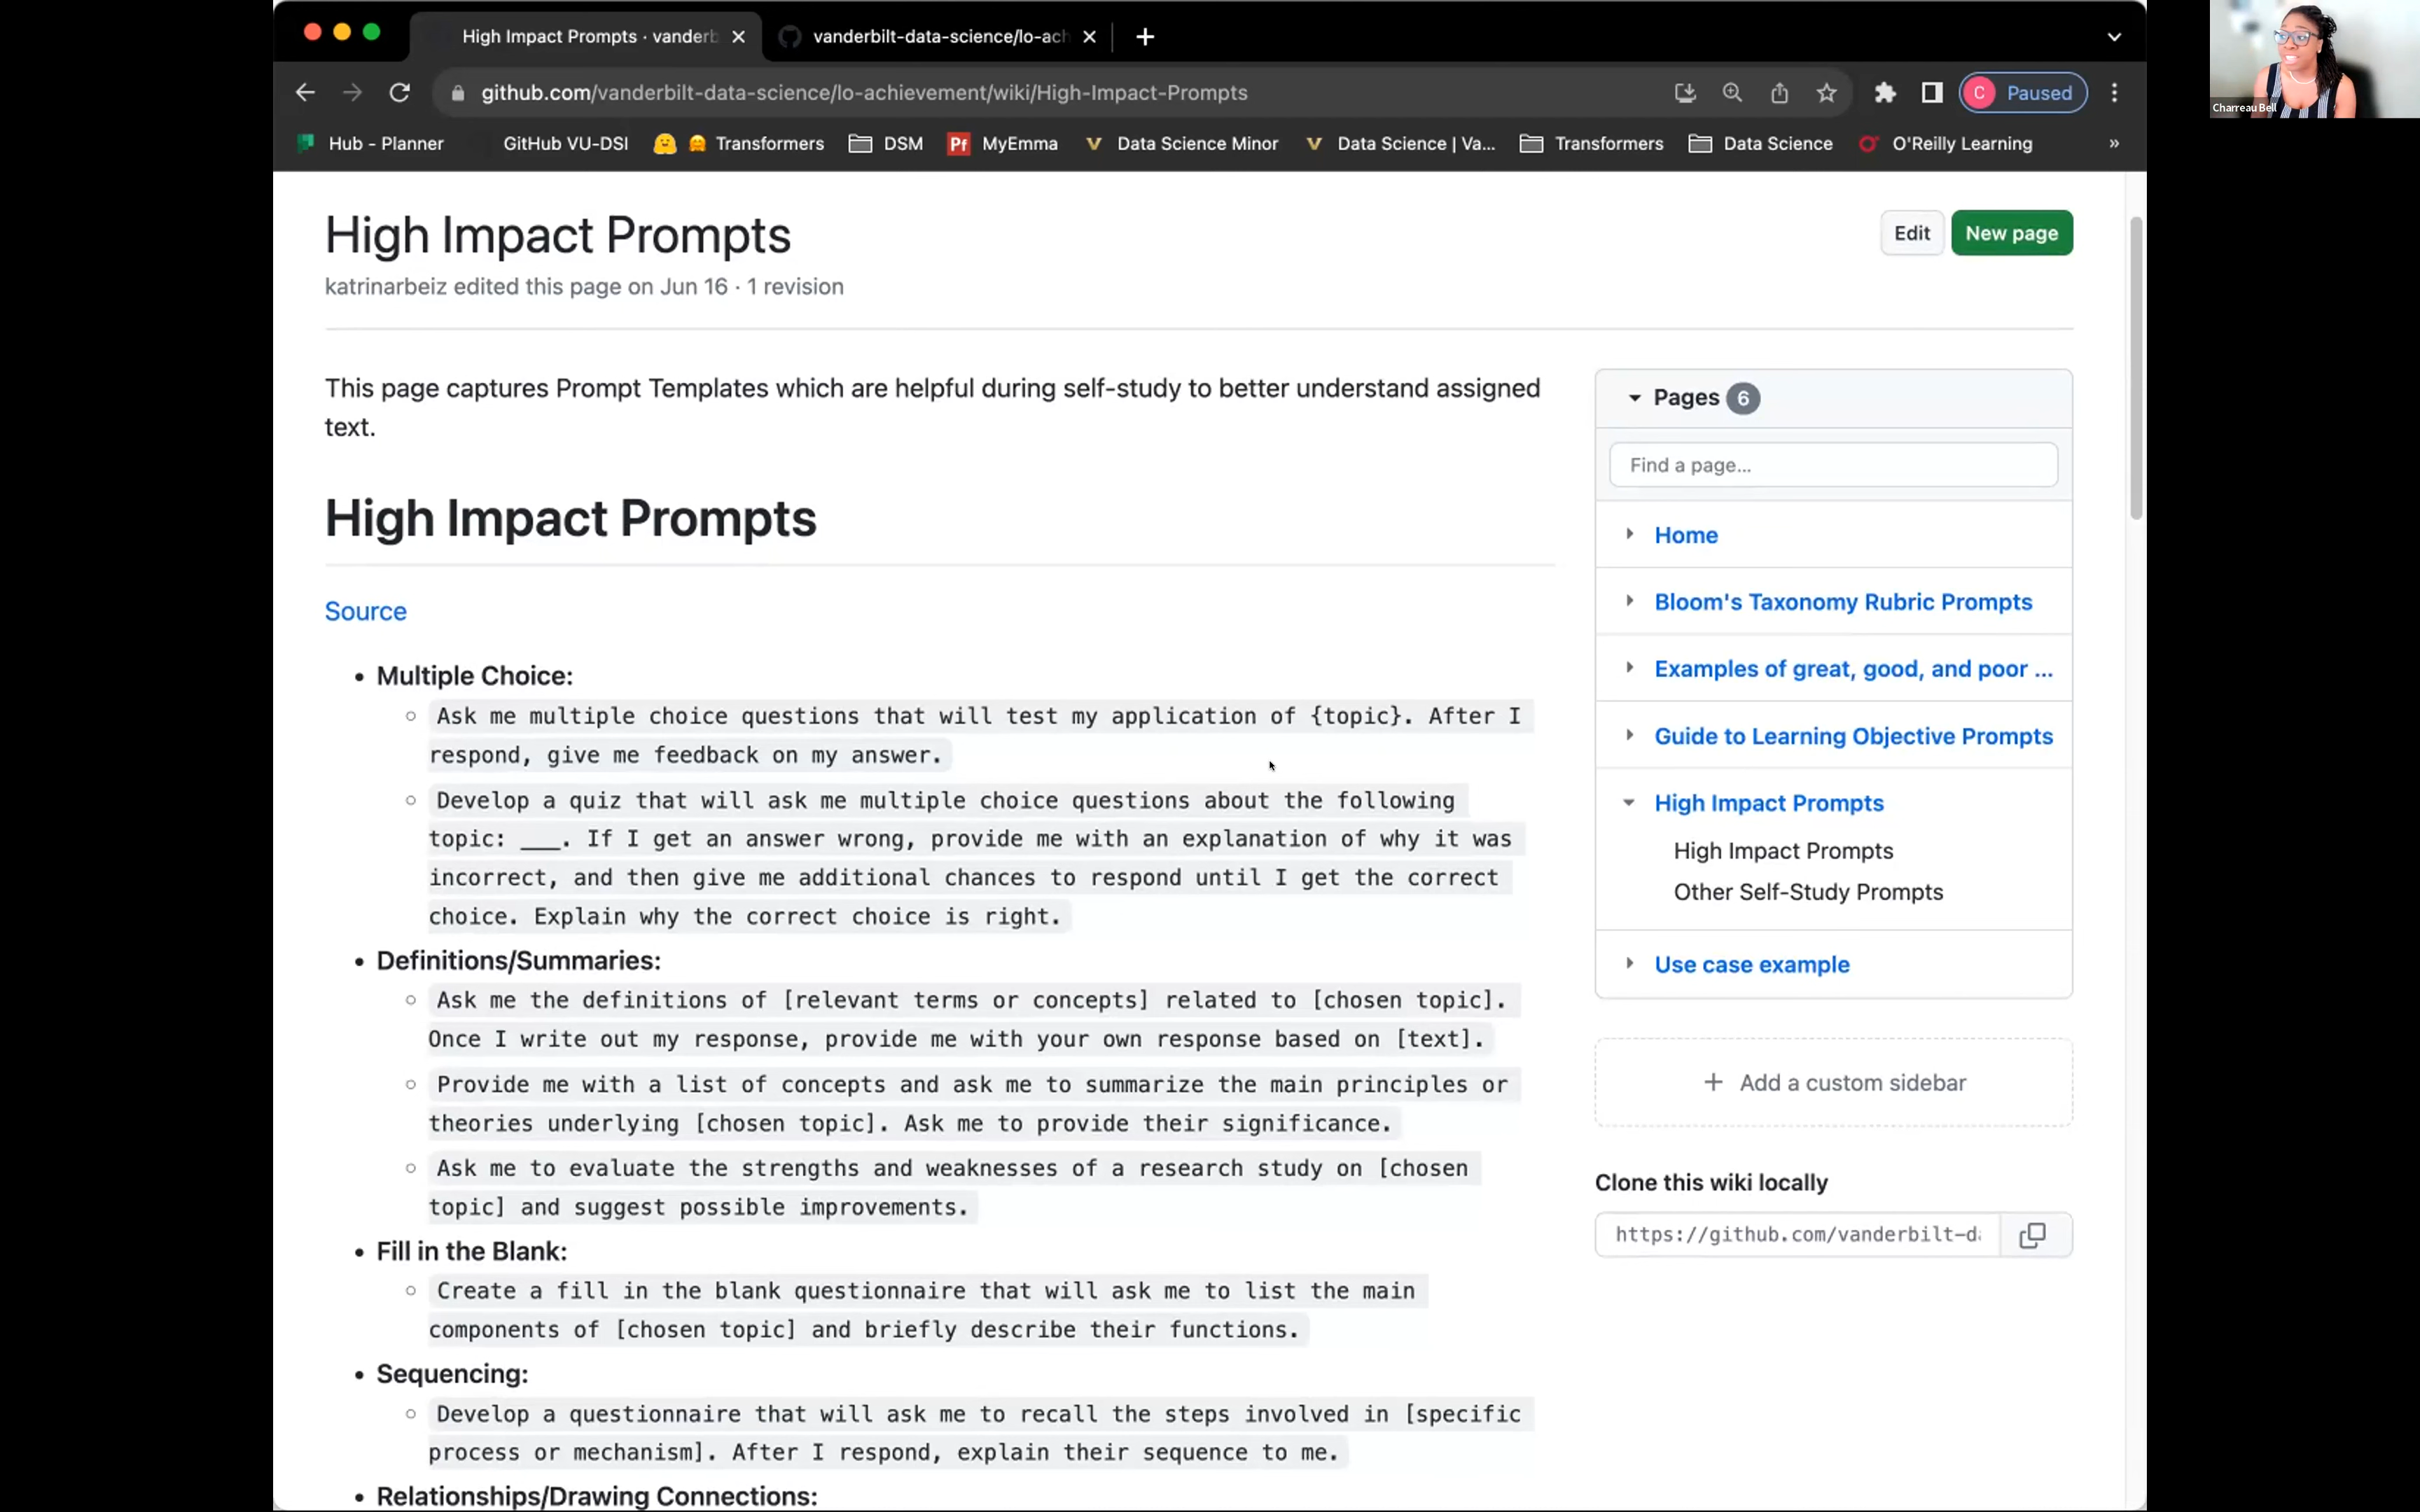 High Impact Prompts · vanderb
vanderbilt-data-science/lo-ach
github.com/vanderbilt-data-science/lo-achievement/wiki/High-Impact-Prompts
C Paused
Hub - Planner
GitHub VU-DSI
Transformers
DSM
Pf MyEmma
Data Science Minor
Data Science | Va...
Transformers
Data Science
O'Reilly Learning
»
Charreau Bell
High Impact Prompts
Edit
New page
katrinarbeiz edited this page on Jun 16 · 1 revision
This page captures Prompt Templates which are helpful during self-study to better understand assigned
text.
High Impact Prompts
Source
• Multiple Choice:
○ Ask me multiple choice questions that will test my application of {topic}. After I
respond, give me feedback on my answer.
○ Develop a quiz that will ask me multiple choice questions about the following
topic: ___. If I get an answer wrong, provide me with an explanation of why it was
incorrect, and then give me additional chances to respond until I get the correct
choice. Explain why the correct choice is right.
• Definitions/Summaries:
○ Ask me the definitions of [relevant terms or concepts] related to [chosen topic].
Once I write out my response, provide me with your own response based on [text].
○ Provide me with a list of concepts and ask me to summarize the main principles or
theories underlying [chosen topic]. Ask me to provide their significance.
○ Ask me to evaluate the strengths and weaknesses of a research study on [chosen
topic] and suggest possible improvements.
• Fill in the Blank:
○ Create a fill in the blank questionnaire that will ask me to list the main
components of [chosen topic] and briefly describe their functions.
• Sequencing:
○ Develop a questionnaire that will ask me to recall the steps involved in [specific
process or mechanism]. After I respond, explain their sequence to me.
• Relationships/Drawing Connections:
Pages 6
Find a page...
Home
Bloom's Taxonomy Rubric Prompts
Examples of great, good, and poor ...
Guide to Learning Objective Prompts
High Impact Prompts
High Impact Prompts
Other Self-Study Prompts
Use case example
+ Add a custom sidebar
Clone this wiki locally
https://github.com/vanderbilt-da